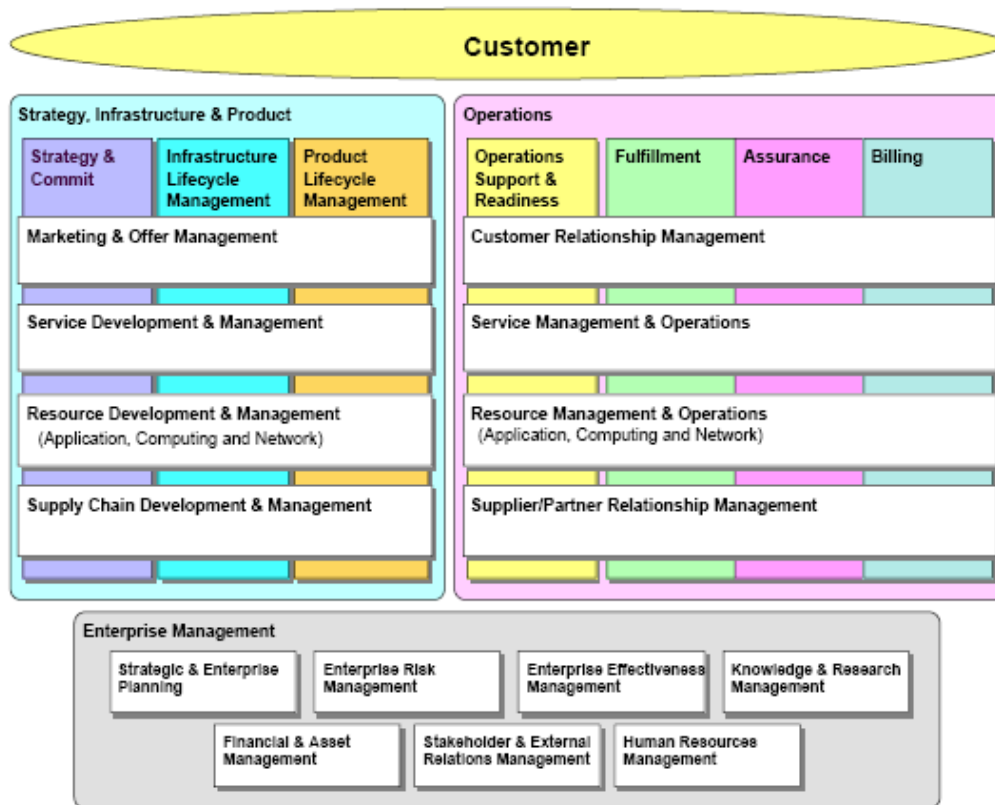 Customer
Strategy, Infrastructure & Product
Strategy &
Commit
Infrastructure
Lifecycle
Management
Product
Lifecycle
Management
Marketing & Offer Management
Service Development & Management
Resource Development & Management
(Application, Computing and Network)
Supply Chain Development & Management
Operations
Operations
Support &
Readiness
Fulfillment
Assurance
Billing
Customer Relationship Management
Service Management & Operations
Resource Management & Operations
(Application, Computing and Network)
Supplier/Partner Relationship Management
Enterprise Management
Strategic & Enterprise
Planning
Enterprise Risk
Management
Enterprise Effectiveness
Management
Knowledge & Research
Management
Financial & Asset
Management
Stakeholder & External
Relations Management
Human Resources
Management